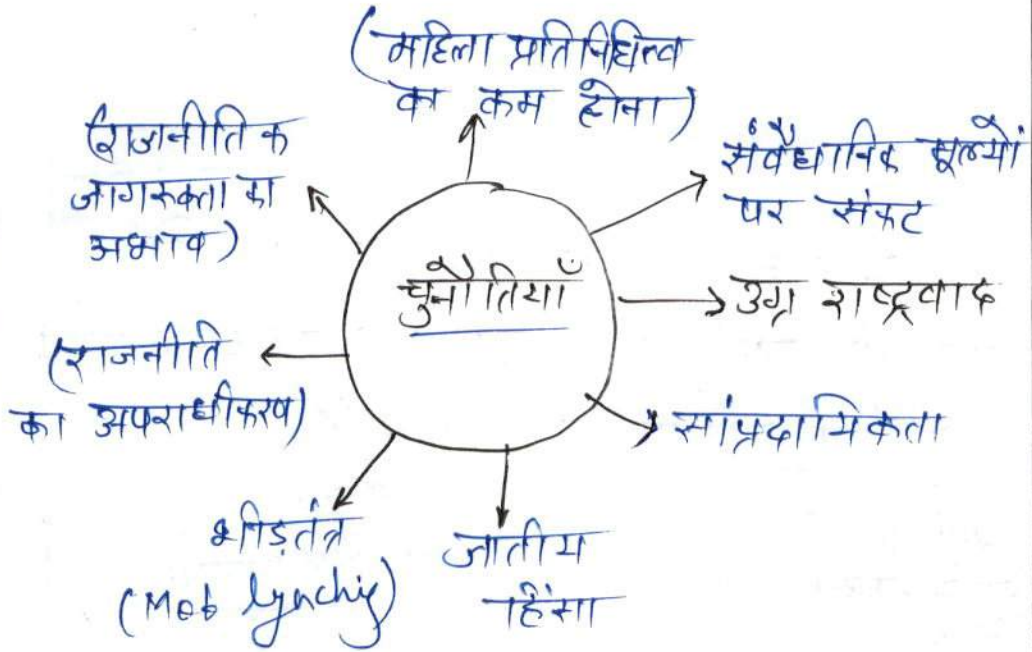 (महिला प्रतिनिधित्व
का कम होना)
संवैधानिक मूल्यों
पर संकट
उग्र राष्ट्रवाद
सांप्रदायिकता
जातीय
हिंसा
भीड़तंत्र
(Mob lynching)
(राजनीति
का अपराधीकरण)
(राजनीतिक
जागरुकता का
अभाव)
चुनौतियाँ